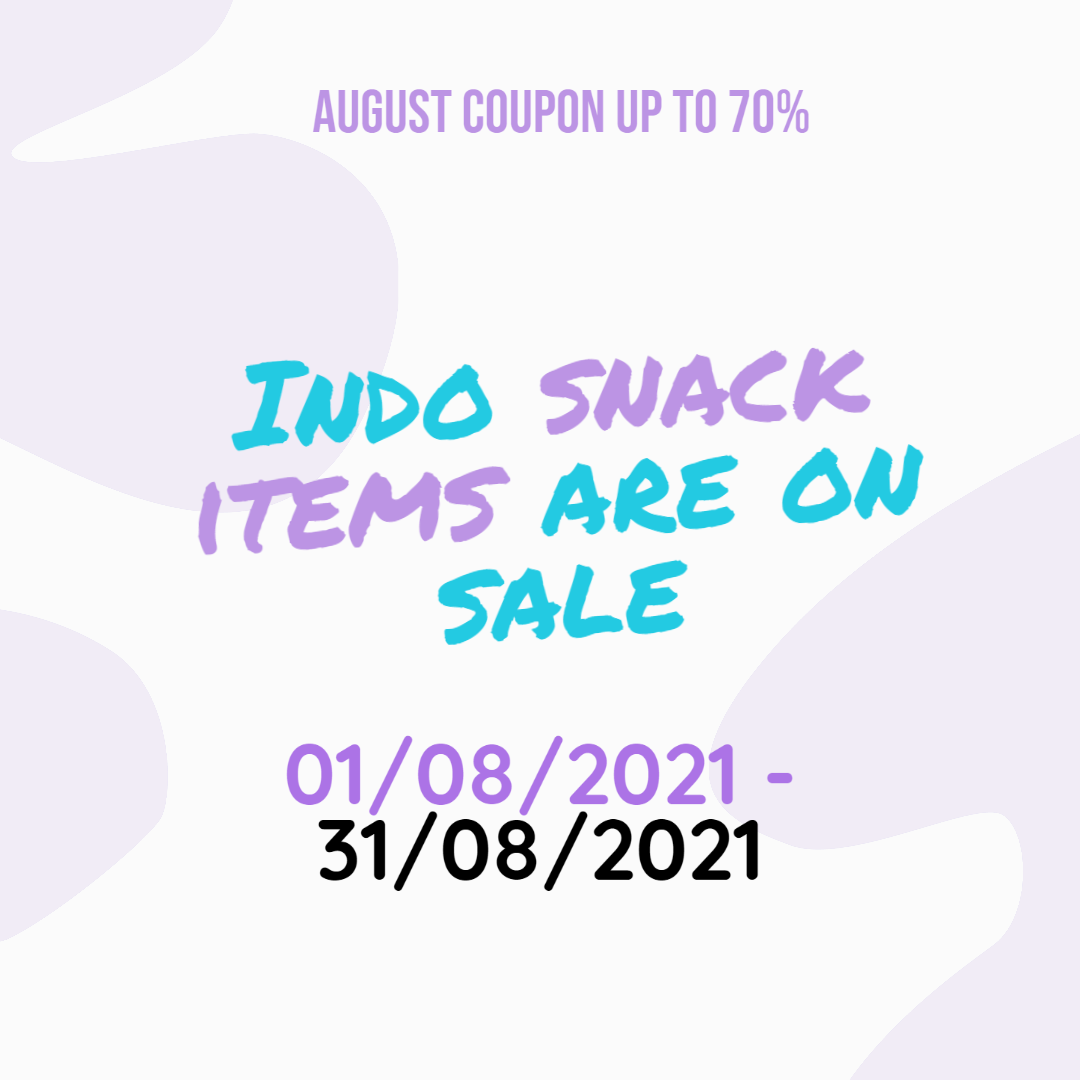 AUGUST COUPON UP TO 70%
INDO SNACK
ITEMS ARE ON
SALE
01/08/2021 -
31/08/2021